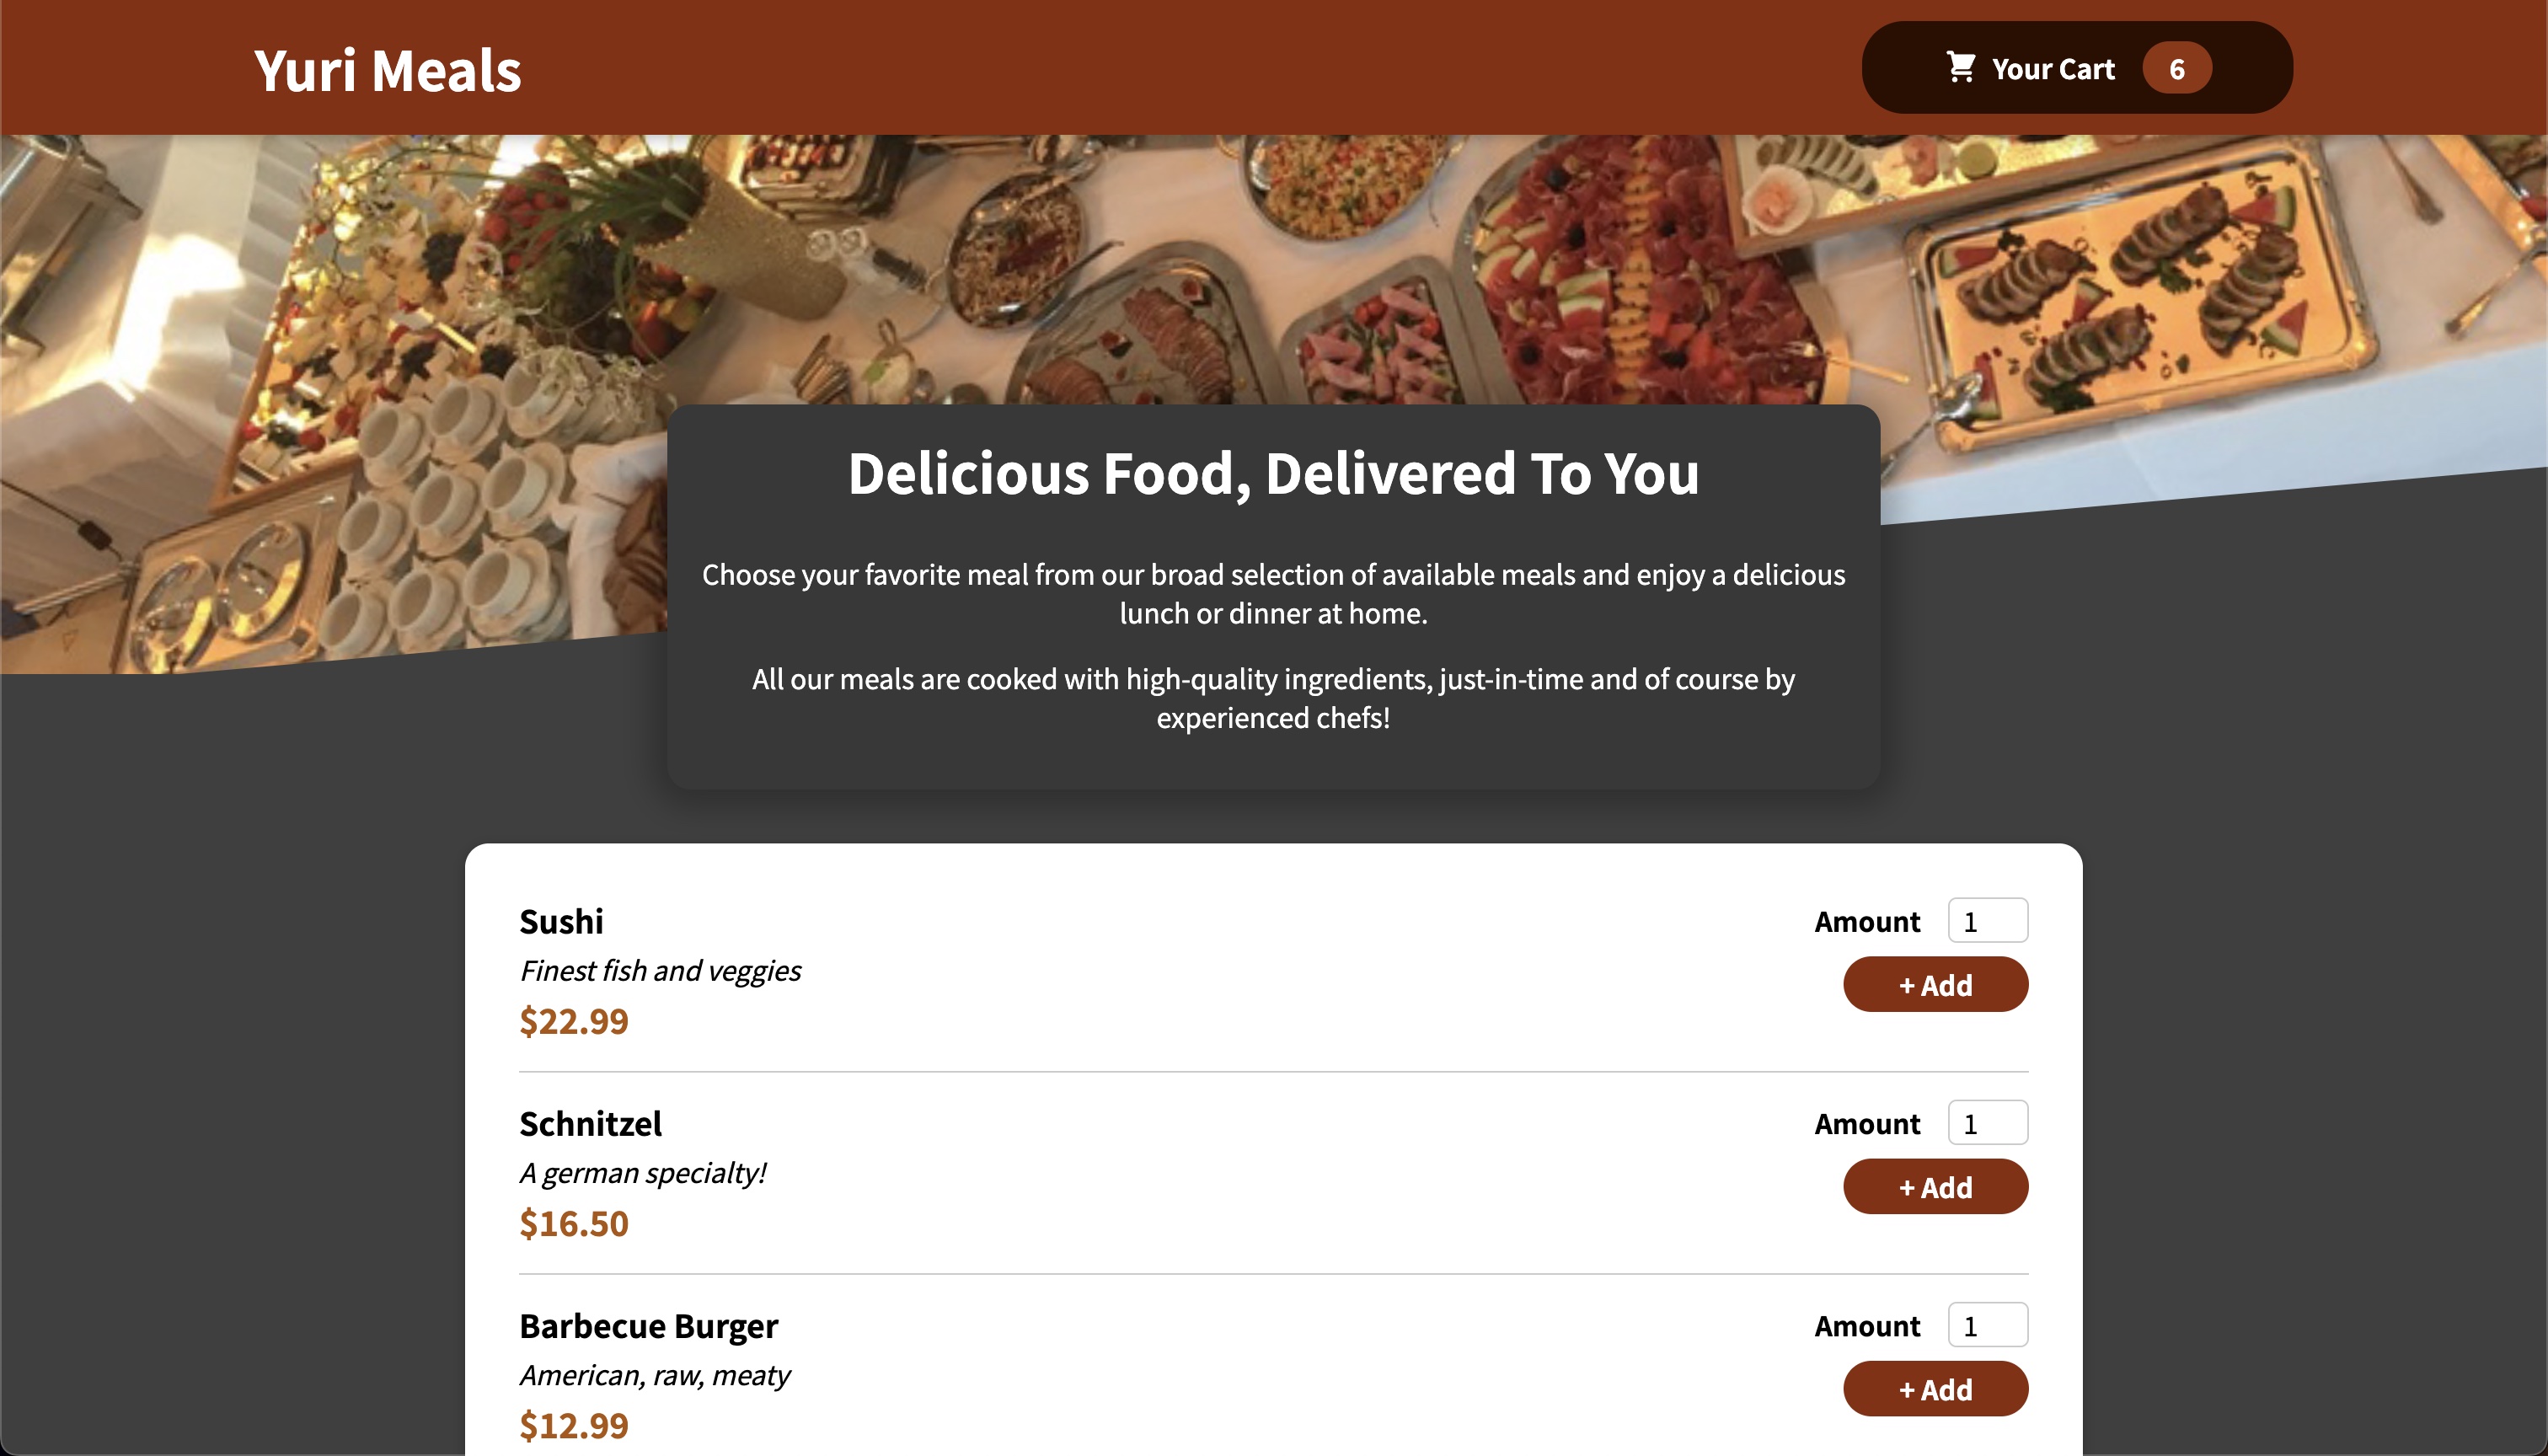 Yuri Meals
Your Cart 6
Delicious Food, Delivered To You
Choose your favorite meal from our broad selection of available meals and enjoy a delicious
lunch or dinner at home.
All our meals are cooked with high-quality ingredients, just-in-time and of course by
experienced chefs!
Sushi
Finest fish and veggies
$22.99
Amount 1
+ Add
Schnitzel
A german specialty!
$16.50
Amount 1
+ Add
Barbecue Burger
American, raw, meaty
$12.99
Amount 1
+ Add